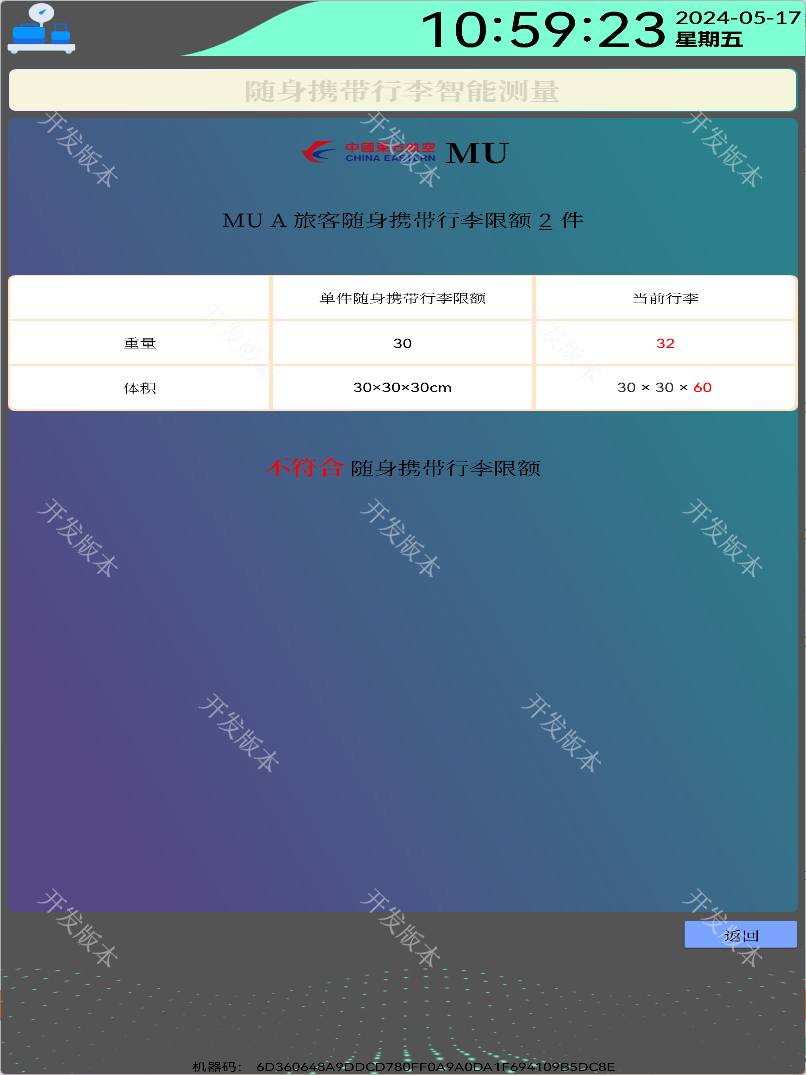 10:59:23
2024-05-17
星期五
随身携带行李智能测量
中國東方航空 MU
CHINA EASTERN
MU A 旅客随身携带行李限额 2 件
单件随身携带行李限额 当前行李
重量 30 32
体积 30×30×30cm 30 × 30 × 60
不符合 随身携带行李限额
返回
机器码: 6D360648A9DDCD780FF0A9A0DA1F694109B5DC8E
开发版本
开发版本
开发版本
开发版本
开发版本
开发版本
开发版本
开发版本
开发版本
开发版本
开发版本
开发版本
开发版本